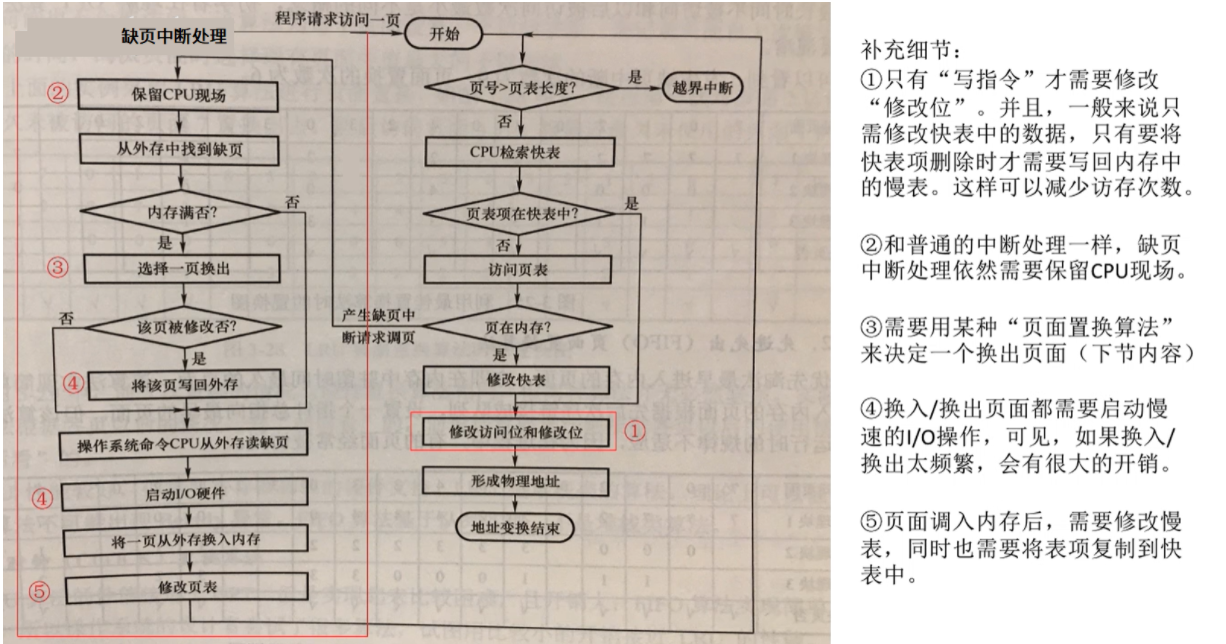 缺页中断处理
程序请求访问一页
开始
②
保留CPU现场
从外存中找到缺页
内存满否?
否
是
③
选择一页换出
该页被修改否?
否
是
④
将该页写回外存
操作系统命令CPU从外存读缺页
④
启动I/O硬件
将一页从外存换入内存
⑤
修改页表
页号>页表长度?
是
越界中断
否
CPU检索快表
页表项在快表中?
是
否
访问页表
产生缺页中
断请求调页
页在内存?
是
修改快表
修改访问位和修改位
①
形成物理地址
地址变换结束
补充细节:
①只有“写指令”才需要修改
“修改位”。并且,一般来说只
需修改快表中的数据,只有要将
快表项删除时才需要写回内存中
的慢表。这样可以减少访存次数。
②和普通的中断处理一样,缺页
中断处理依然需要保留CPU现场。
③需要用某种“页面置换算法”
来决定一个换出页面(下节内容)
④换入/换出页面都需要启动慢
速的I/O操作,可见,如果换入/
换出太频繁,会有很大的开销。
⑤页面调入内存后,需要修改慢
表,同时也需要将表项复制到快
表中。